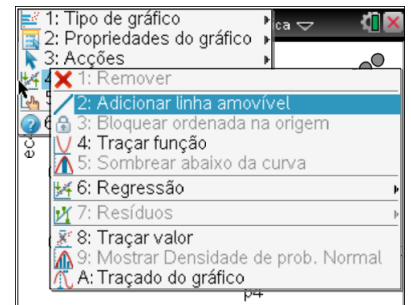 1: Tipo de gráfico
2: Propriedades do gráfico
3: Acções
1: Remover
2: Adicionar linha amovível
3: Bloquear ordenada na origem
4: Traçar função
5: Sombrear abaixo da curva
6: Regressão
7: Resíduos
8: Traçar valor
9: Mostrar Densidade de prob. Normal
A: Traçado do gráfico